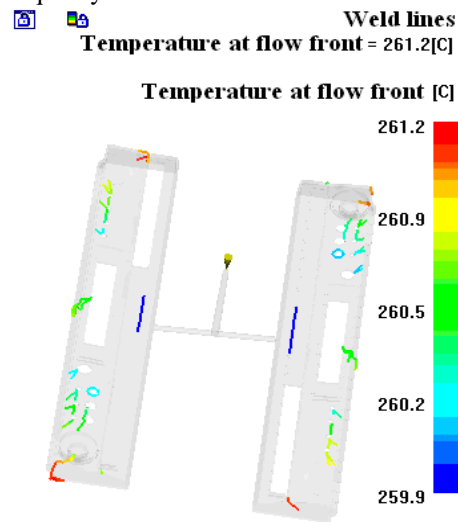 Weld lines
Temperature at flow front = 261.2[C]
Temperature at flow front [C]
261.2
260.9
260.5
260.2
259.9